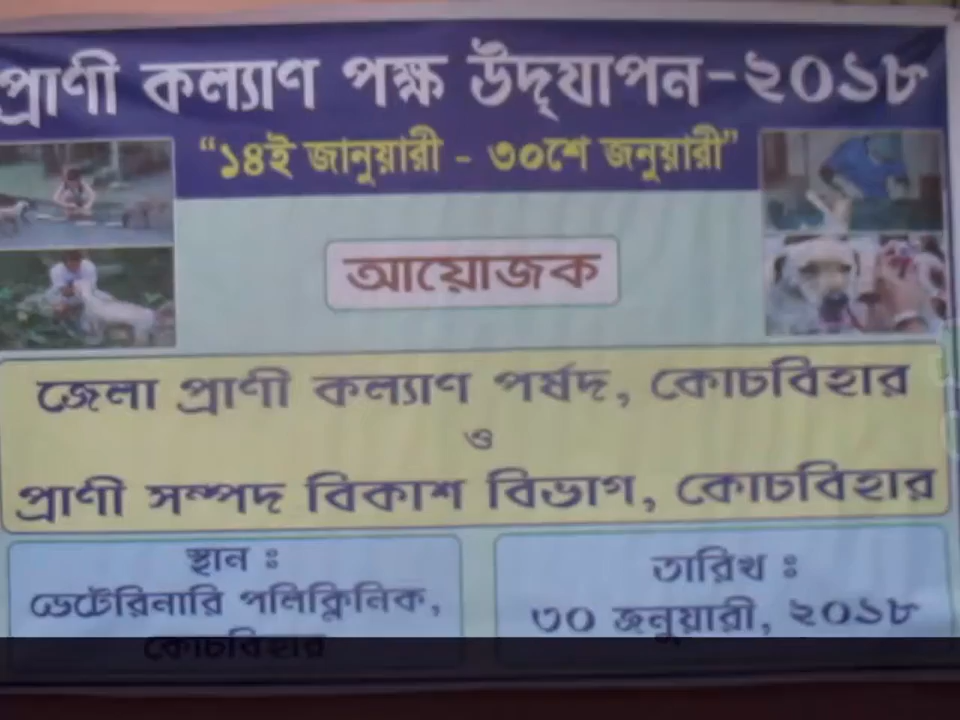 প্রাণী কল্যাণ পক্ষ উদ্‌যাপন-২০১৮
“১৪ই জানুয়ারী - ৩০শে জনুয়ারী”
আয়োজক
জেলা প্রাণী কল্যাণ পর্ষদ, কোচবিহার
ও
প্রাণী সম্পদ বিকাশ বিভাগ, কোচবিহার
স্থান :
ভেটেরিনারি পলিক্লিনিক,
কোচবিহার
তারিখ :
৩০ জনুয়ারী, ২০১৮